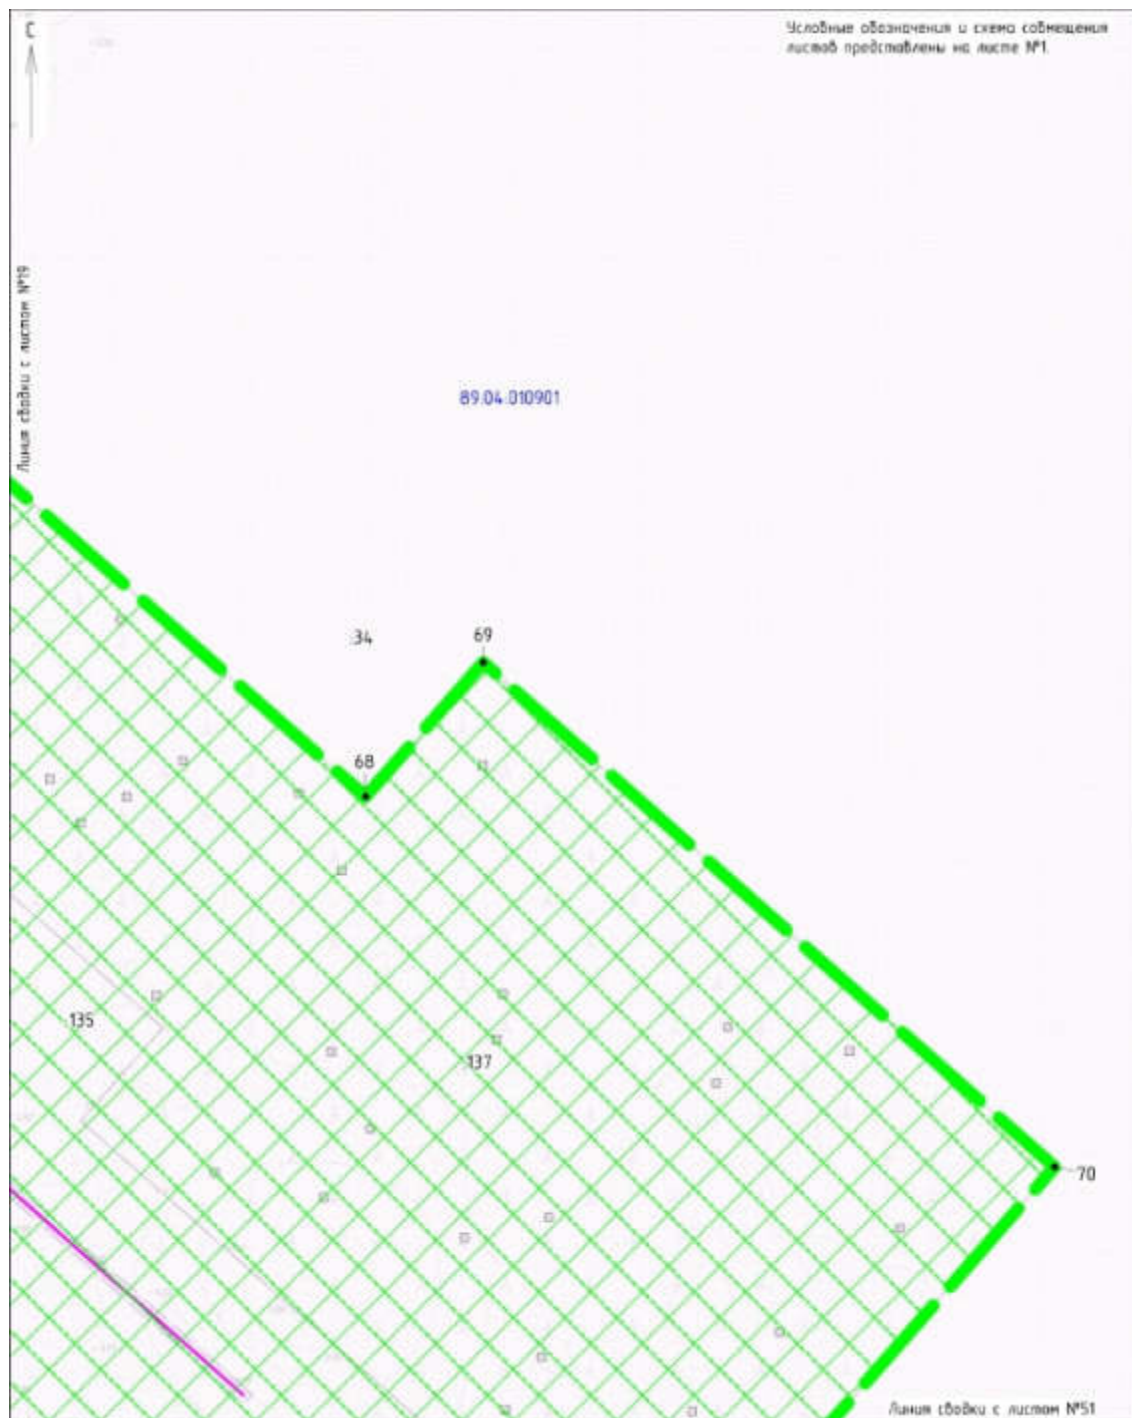 С
Условные обозначения и схема совмещения
листов представлены на листе №1.
Линия сводки с листом №19
89:04:010901
:34
69
68
:135
:137
70
Линия сводки с листом №51